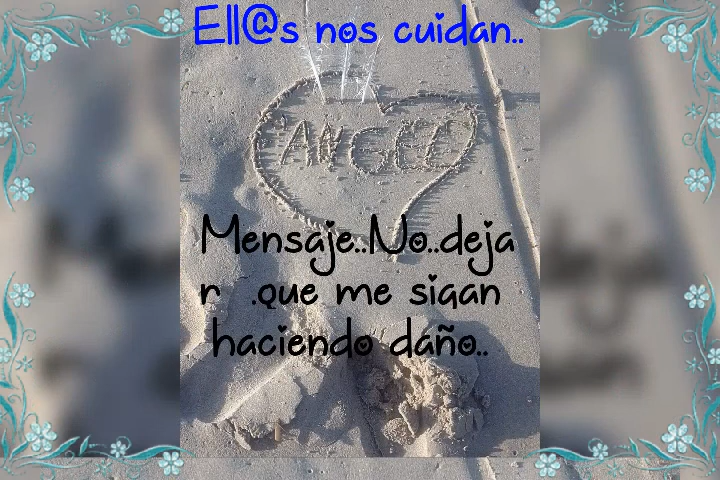 Ell@s nos cuidan..
ANGEL
Mensaje..No..deja
r .que me sigan
haciendo daño..